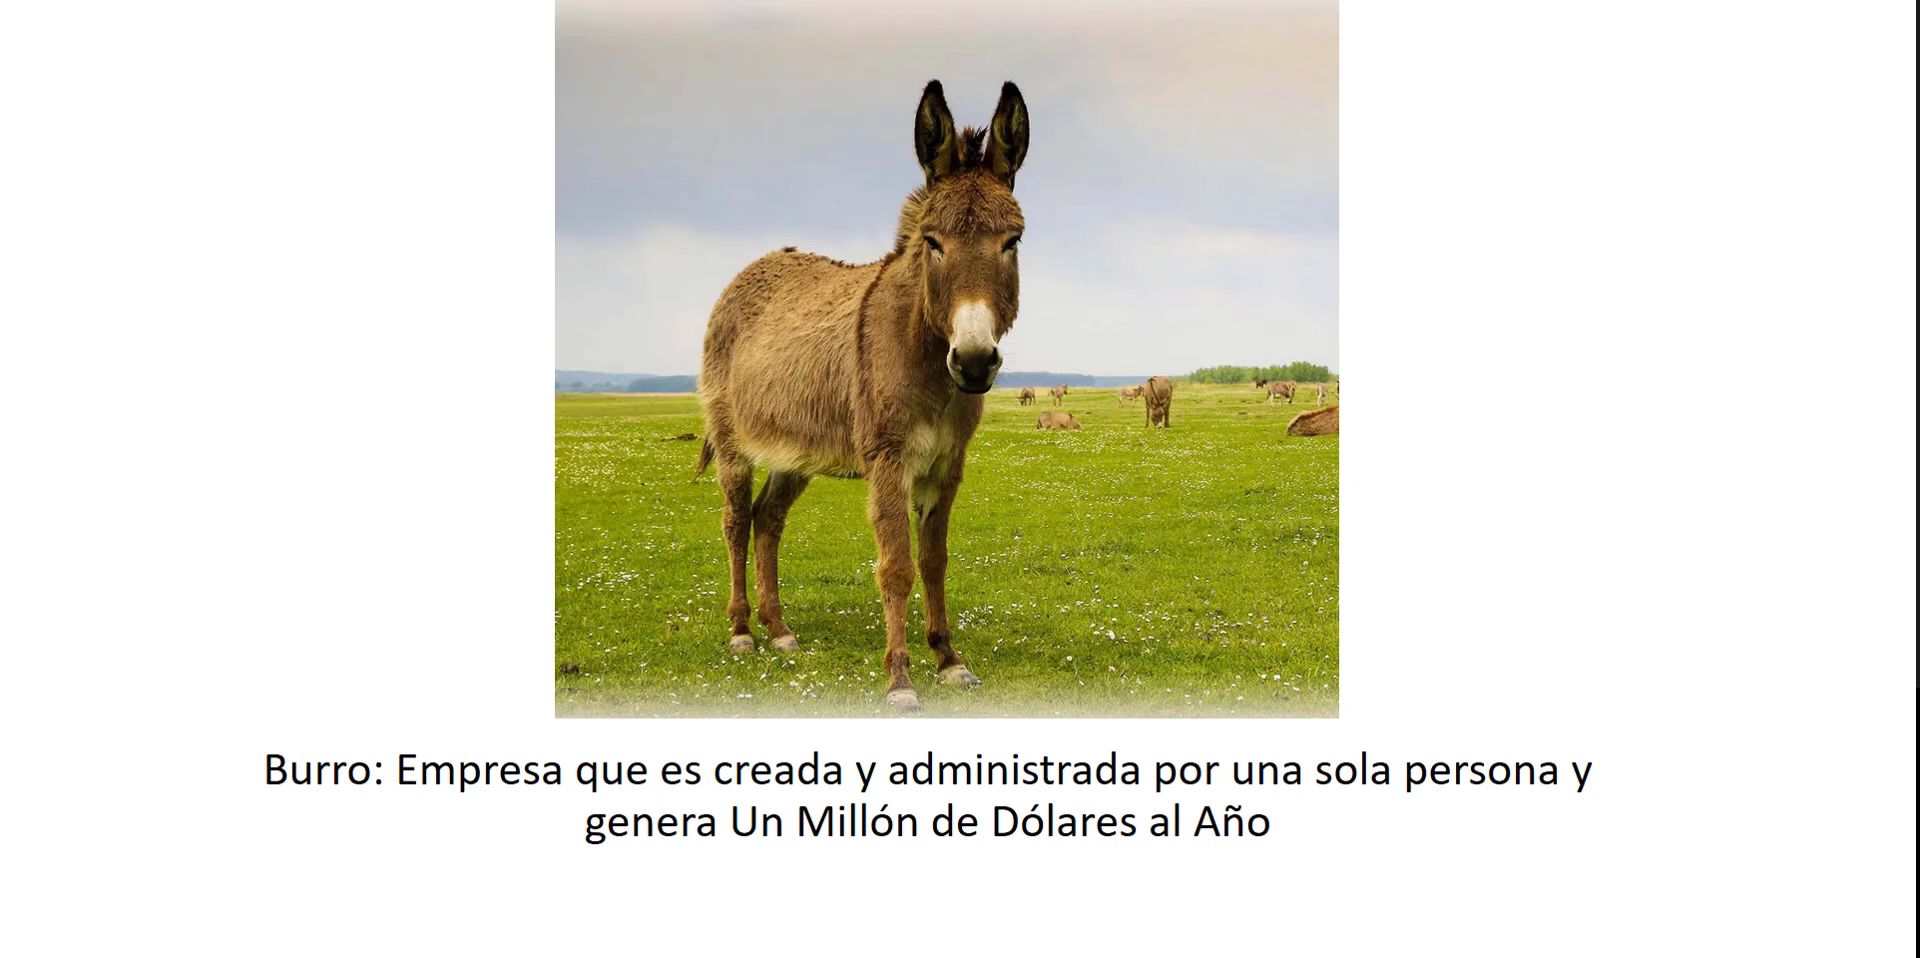 Burro: Empresa que es creada y administrada por una sola persona y
genera Un Millón de Dólares al Año